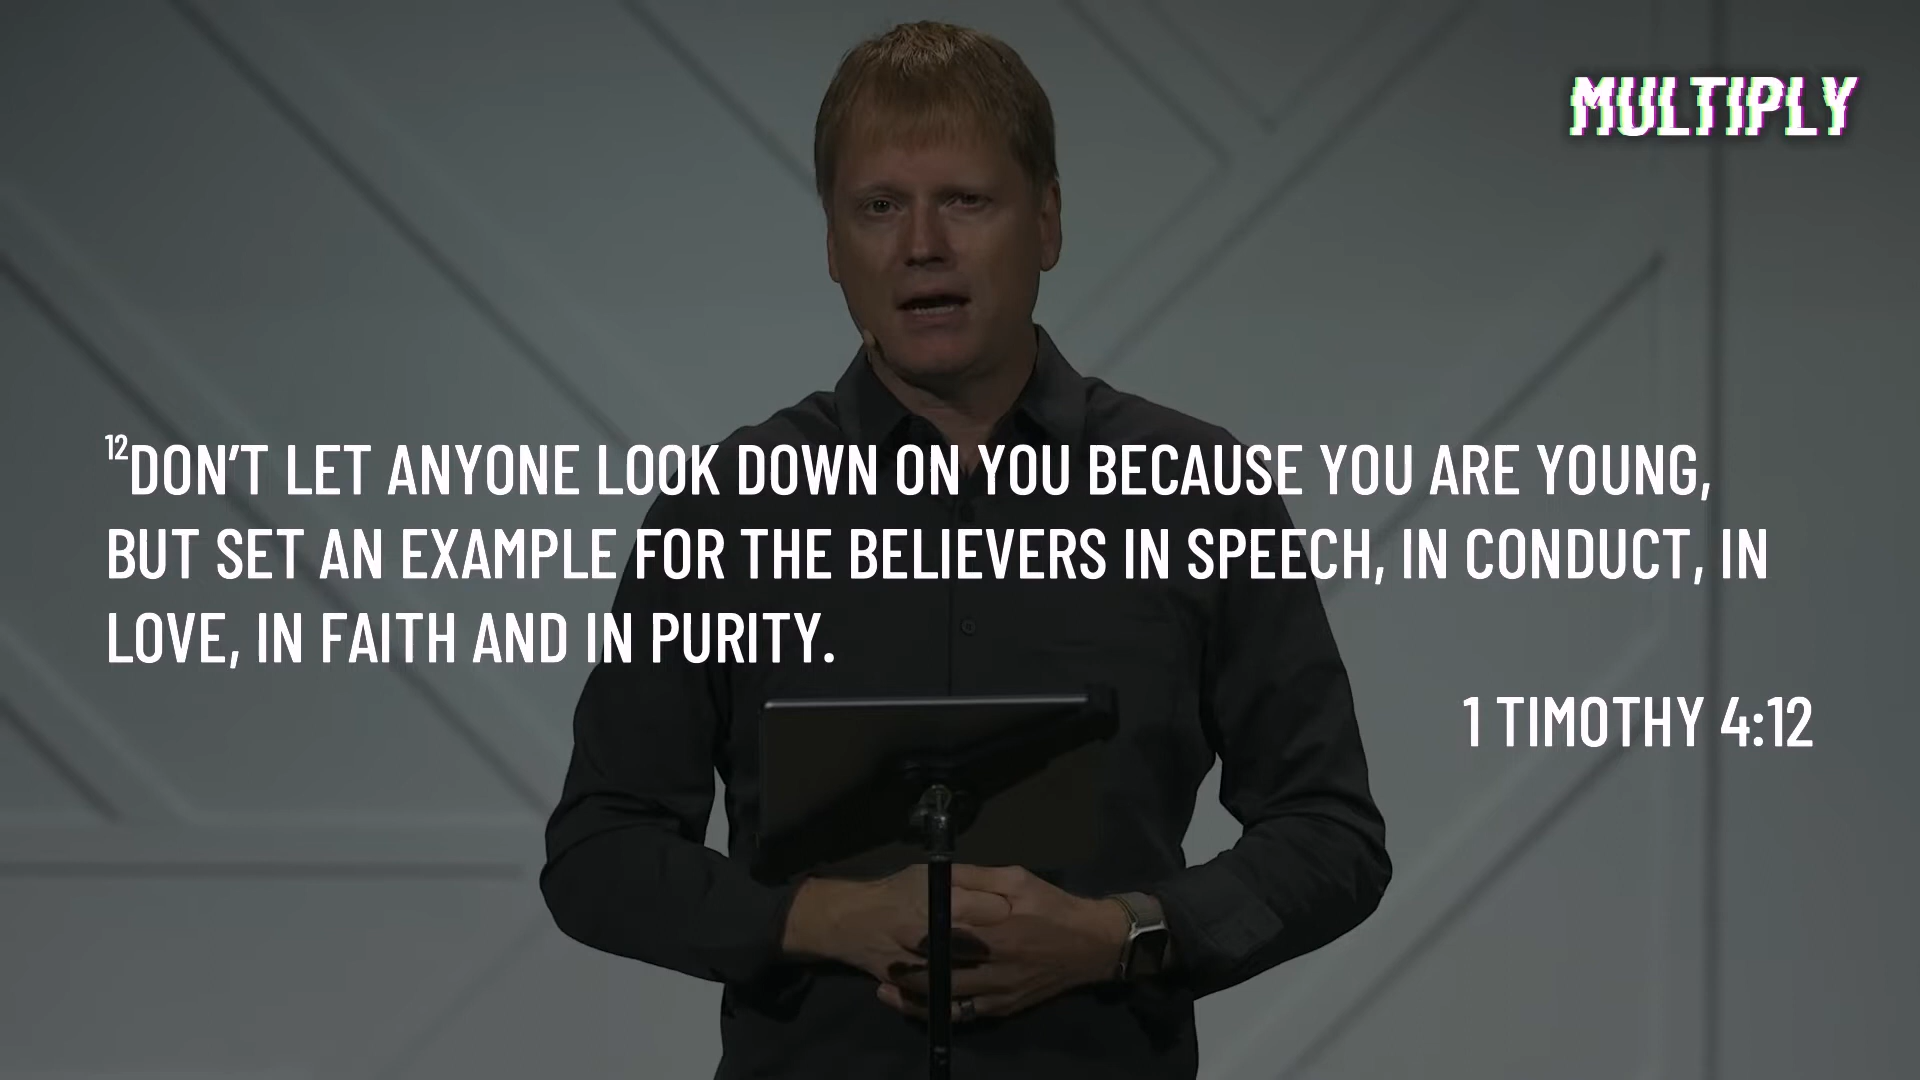 MULTIPLY
¹²DON’T LET ANYONE LOOK DOWN ON YOU BECAUSE YOU ARE YOUNG,
BUT SET AN EXAMPLE FOR THE BELIEVERS IN SPEECH, IN CONDUCT, IN
LOVE, IN FAITH AND IN PURITY.
1 TIMOTHY 4:12